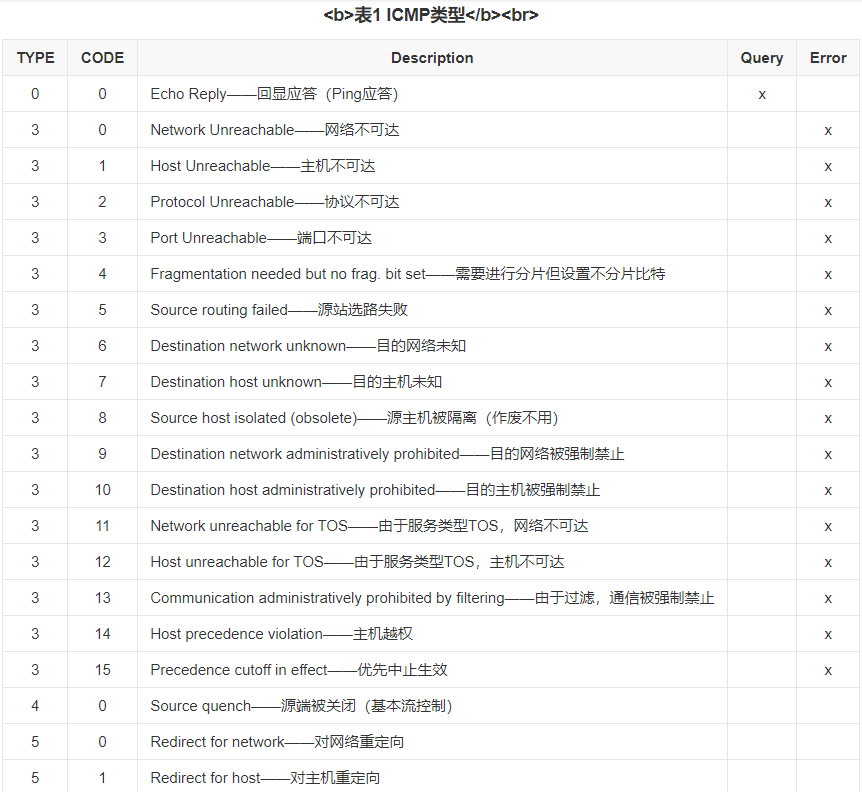 <b>表1 ICMP类型</b><br>
TYPE CODE Description Query Error
0 0 Echo Reply——回显应答（Ping应答） x
3 0 Network Unreachable——网络不可达 x
3 1 Host Unreachable——主机不可达 x
3 2 Protocol Unreachable——协议不可达 x
3 3 Port Unreachable——端口不可达 x
3 4 Fragmentation needed but no frag. bit set——需要进行分片但设置不分片比特 x
3 5 Source routing failed——源站选路失败 x
3 6 Destination network unknown——目的网络未知 x
3 7 Destination host unknown——目的主机未知 x
3 8 Source host isolated (obsolete)——源主机被隔离（作废不用） x
3 9 Destination network administratively prohibited——目的网络被强制禁止 x
3 10 Destination host administratively prohibited——目的主机被强制禁止 x
3 11 Network unreachable for TOS——由于服务类型TOS，网络不可达 x
3 12 Host unreachable for TOS——由于服务类型TOS，主机不可达 x
3 13 Communication administratively prohibited by filtering——由于过滤，通信被强制禁止 x
3 14 Host precedence violation——主机越权 x
3 15 Precedence cutoff in effect——优先中止生效 x
4 0 Source quench——源端被关闭（基本流控制）
5 0 Redirect for network——对网络重定向
5 1 Redirect for host——对主机重定向